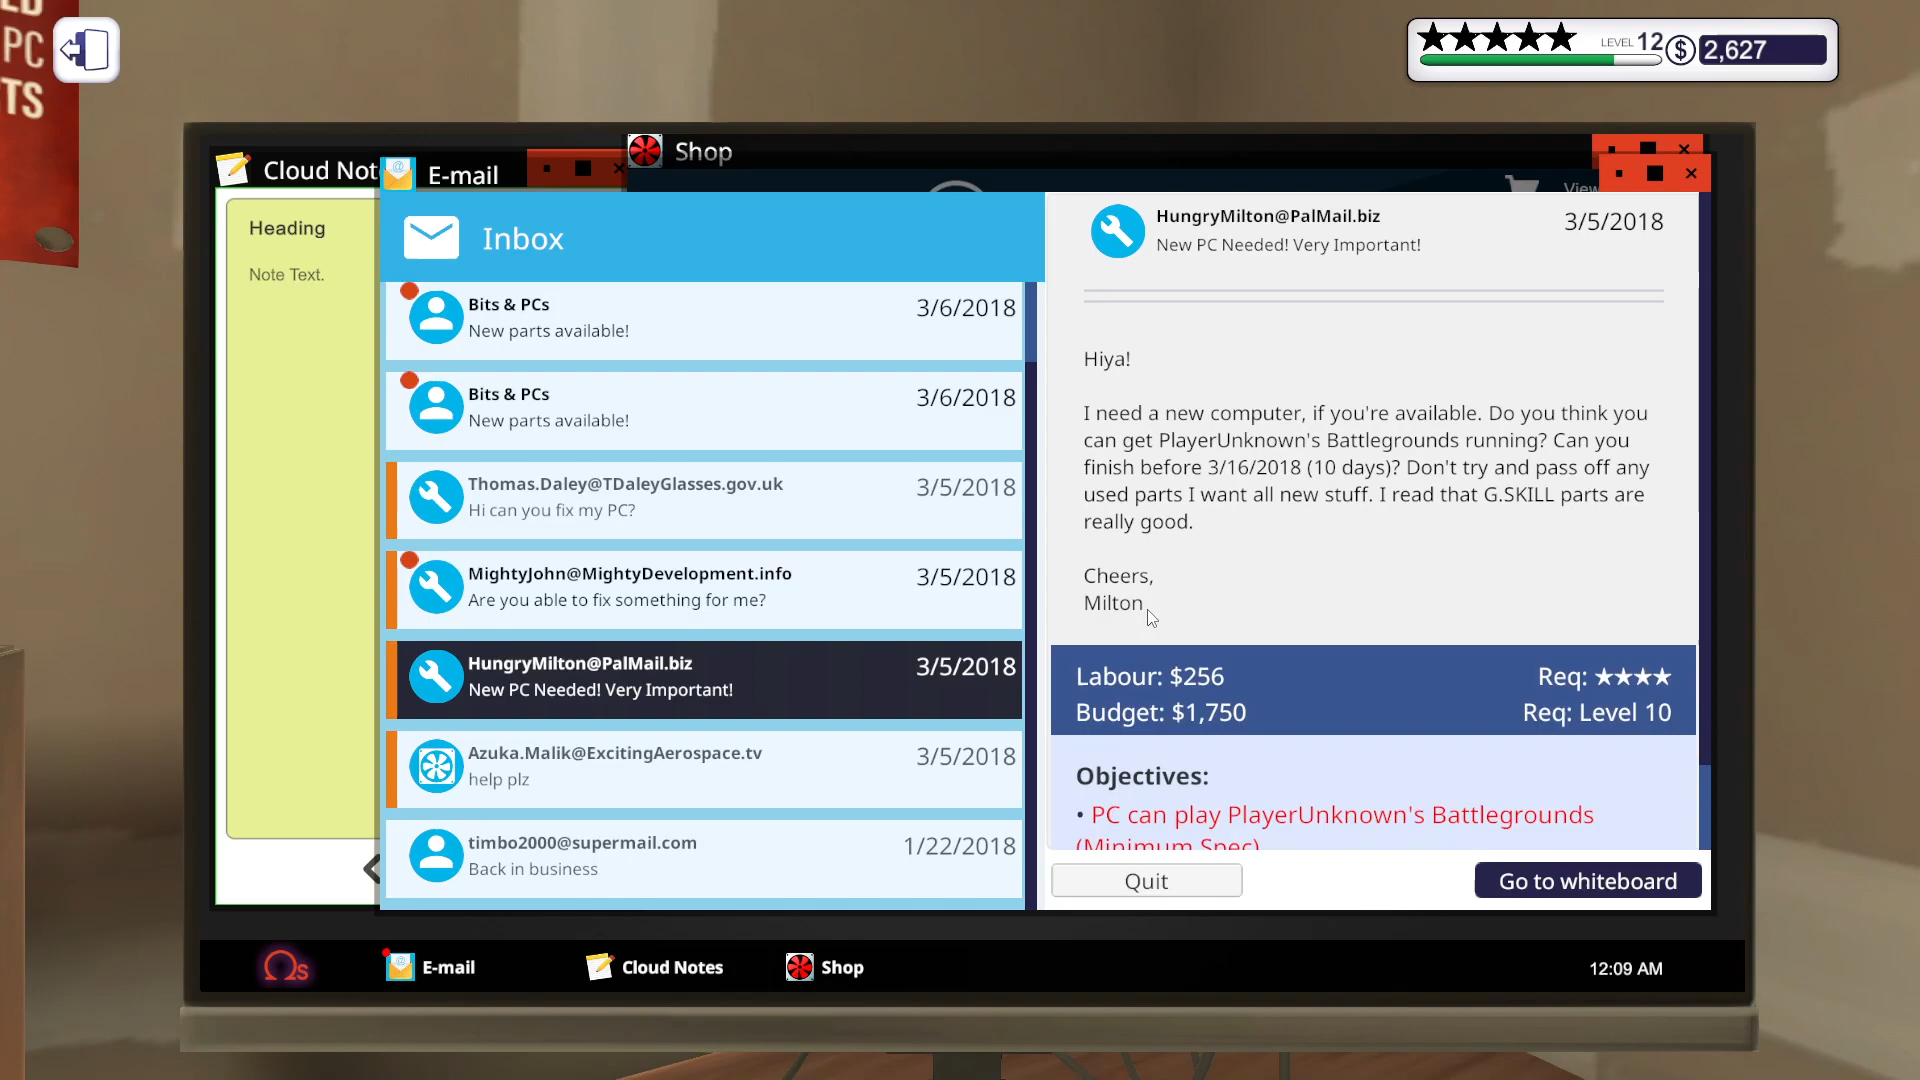 PC
TS
LEVEL 12
$ 2,627
Cloud Not
E-mail
Shop
View
Heading
Note Text.
Inbox
Bits & PCs
3/6/2018
New parts available!
Bits & PCs
3/6/2018
New parts available!
Thomas.Daley@TDaleyGlasses.gov.uk
3/5/2018
Hi can you fix my PC?
MightyJohn@MightyDevelopment.info
3/5/2018
Are you able to fix something for me?
HungryMilton@PalMail.biz
3/5/2018
New PC Needed! Very Important!
Azuka.Malik@ExcitingAerospace.tv
3/5/2018
help plz
timbo2000@supermail.com
1/22/2018
Back in business
HungryMilton@PalMail.biz
3/5/2018
New PC Needed! Very Important!
Hiya!
I need a new computer, if you're available. Do you think you
can get PlayerUnknown's Battlegrounds running? Can you
finish before 3/16/2018 (10 days)? Don't try and pass off any
used parts I want all new stuff. I read that G.SKILL parts are
really good.
Cheers,
Milton
Labour: $256
Req: ★★★★
Budget: $1,750
Req: Level 10
Objectives:
• PC can play PlayerUnknown's Battlegrounds
(Minimum Spec)
Quit
Go to whiteboard
Ωs
E-mail
Cloud Notes
Shop
12:09 AM